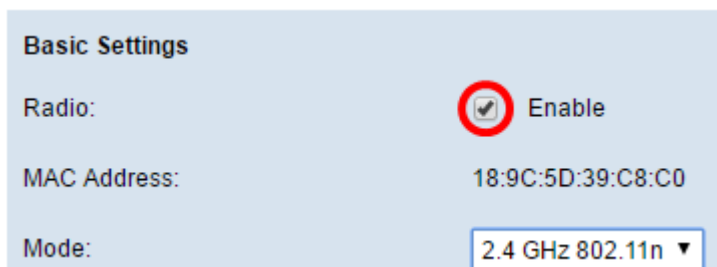 Basic Settings
Radio: Enable
MAC Address: 18:9C:5D:39:C8:C0
Mode: 2.4 GHz 802.11n